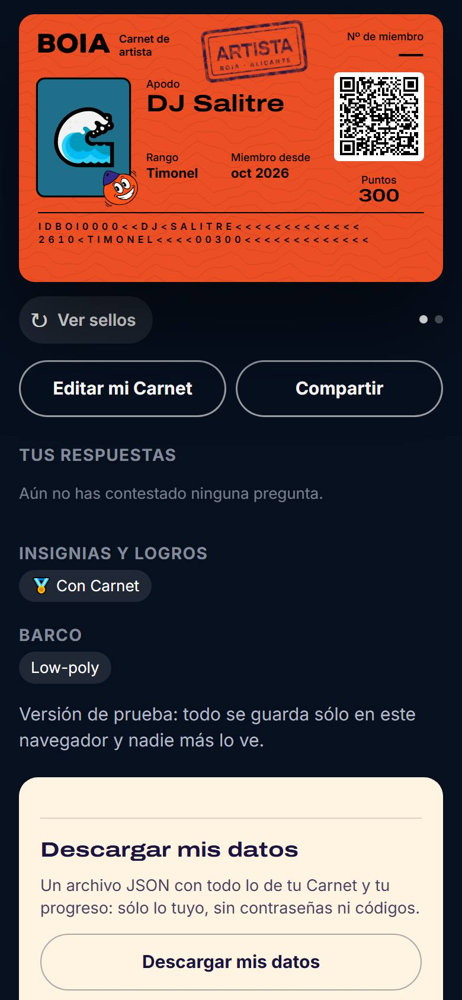 BOIA
Carnet de
artista
ARTISTA
BOIA · ALICANTE
Nº de miembro
—
Apodo
DJ Salitre
Rango
Timonel
Miembro desde
oct 2026
Puntos
300
IDBOI0000<<DJ<SALITRE<<<<<<<<<<<<<
2610<TIMONEL<<<<00300<<<<<<<<<<<<<
↻ Ver sellos
Editar mi Carnet
Compartir
TUS RESPUESTAS
Aún no has contestado ninguna pregunta.
INSIGNIAS Y LOGROS
🏅 Con Carnet
BARCO
Low-poly
Versión de prueba: todo se guarda sólo en este
navegador y nadie más lo ve.
Descargar mis datos
Un archivo JSON con todo lo de tu Carnet y tu
progreso: sólo lo tuyo, sin contraseñas ni códigos.
Descargar mis datos